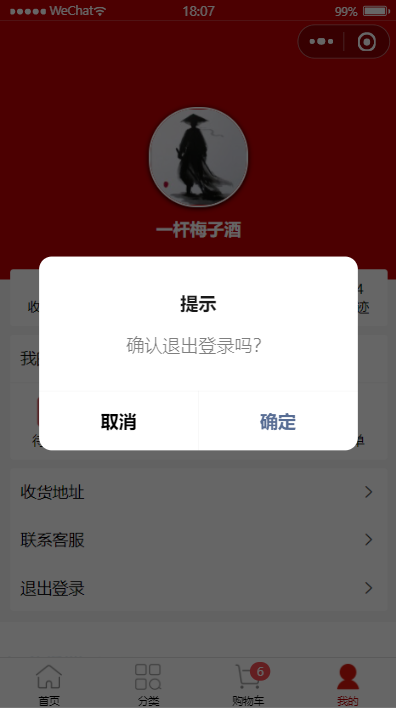 WeChat
18:07
99%
一杆梅子酒
4
收
迹
提示
我的
确认退出登录吗?
取消
确定
待
单
收货地址
联系客服
退出登录
6
首页
分类
购物车
我的